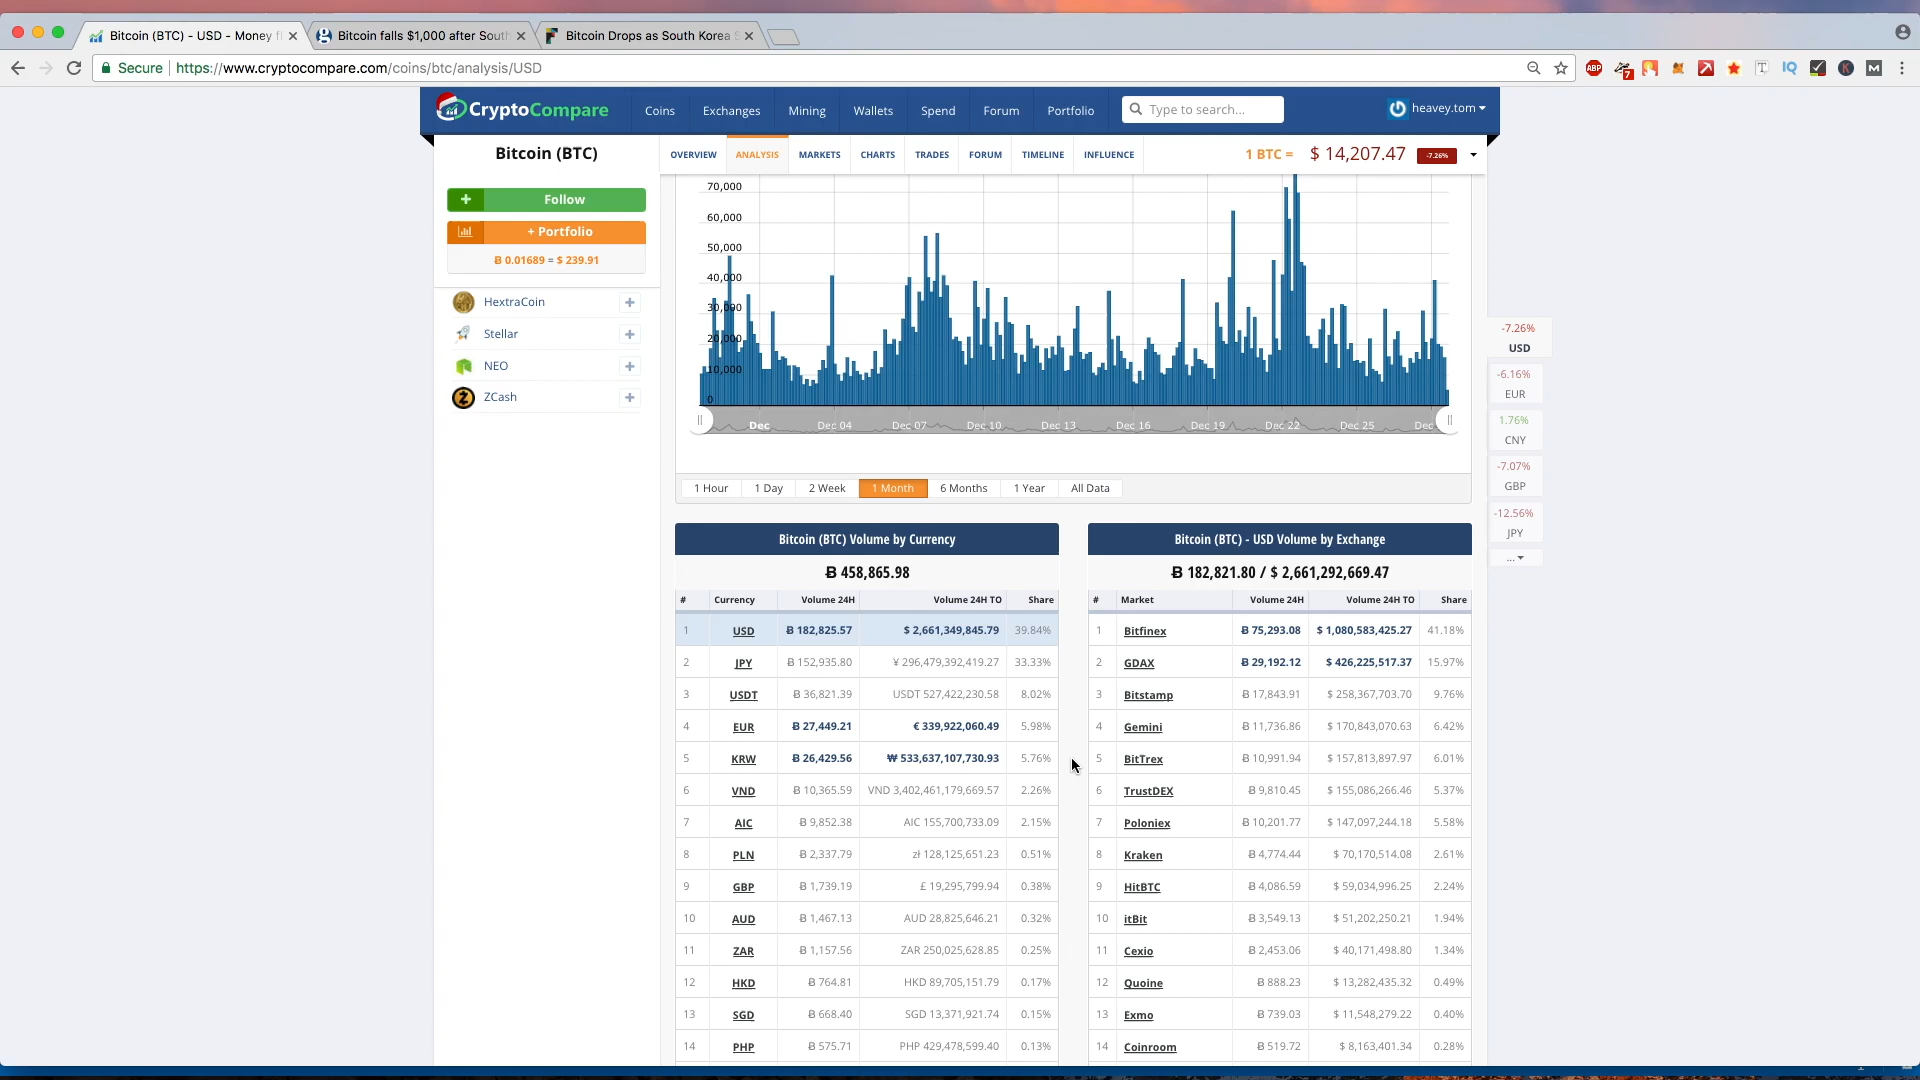 Bitcoin (BTC) - USD - Money f
Bitcoin falls $1,000 after South
Bitcoin Drops as South Korea S
Secure | https://www.cryptocompare.com/coins/btc/analysis/USD
ABP
7
T
IQ
K
M
CryptoCompare
Coins
Exchanges
Mining
Wallets
Spend
Forum
Portfolio
Type to search...
heavey.tom
Bitcoin (BTC)
OVERVIEW
ANALYSIS
MARKETS
CHARTS
TRADES
FORUM
TIMELINE
INFLUENCE
1 BTC = $ 14,207.47 -7.26%
+ Follow
+ Portfolio
Ƀ 0.01689 = $ 239.91
HextraCoin +
Stellar +
NEO +
ZCash +
70,000
60,000
50,000
40,000
30,000
20,000
10,000
0
Dec Dec 04 Dec 07 Dec 10 Dec 13 Dec 16 Dec 19 Dec 22 Dec 25 Dec
1 Hour 1 Day 2 Week 1 Month 6 Months 1 Year All Data
-7.26%
USD
-6.16%
EUR
1.76%
CNY
-7.07%
GBP
-12.56%
JPY
...
Bitcoin (BTC) Volume by Currency
Ƀ 458,865.98
# Currency Volume 24H Volume 24H TO Share
1 USD Ƀ 182,825.57 $ 2,661,349,845.79 39.84%
2 JPY Ƀ 152,935.80 ¥ 296,479,392,419.27 33.33%
3 USDT Ƀ 36,821.39 USDT 527,422,230.58 8.02%
4 EUR Ƀ 27,449.21 € 339,922,060.49 5.98%
5 KRW Ƀ 26,429.56 ₩ 533,637,107,730.93 5.76%
6 VND Ƀ 10,365.59 VND 3,402,461,179,669.57 2.26%
7 AIC Ƀ 9,852.38 AIC 155,700,733.09 2.15%
8 PLN Ƀ 2,337.79 zł 128,125,651.23 0.51%
9 GBP Ƀ 1,739.19 £ 19,295,799.94 0.38%
10 AUD Ƀ 1,467.13 AUD 28,825,646.21 0.32%
11 ZAR Ƀ 1,157.56 ZAR 250,025,628.85 0.25%
12 HKD Ƀ 764.81 HKD 89,705,151.79 0.17%
13 SGD Ƀ 668.40 SGD 13,371,921.74 0.15%
14 PHP Ƀ 575.71 PHP 429,478,599.40 0.13%
Bitcoin (BTC) - USD Volume by Exchange
Ƀ 182,821.80 / $ 2,661,292,669.47
# Market Volume 24H Volume 24H TO Share
1 Bitfinex Ƀ 75,293.08 $ 1,080,583,425.27 41.18%
2 GDAX Ƀ 29,192.12 $ 426,225,517.37 15.97%
3 Bitstamp Ƀ 17,843.91 $ 258,367,703.70 9.76%
4 Gemini Ƀ 11,736.86 $ 170,843,070.63 6.42%
5 BitTrex Ƀ 10,991.94 $ 157,813,897.97 6.01%
6 TrustDEX Ƀ 9,810.45 $ 155,086,266.46 5.37%
7 Poloniex Ƀ 10,201.77 $ 147,097,244.18 5.58%
8 Kraken Ƀ 4,774.44 $ 70,170,514.08 2.61%
9 HitBTC Ƀ 4,086.59 $ 59,034,996.25 2.24%
10 itBit Ƀ 3,549.13 $ 51,202,250.21 1.94%
11 Cexio Ƀ 2,453.06 $ 40,171,498.80 1.34%
12 Quoine Ƀ 888.23 $ 13,282,435.32 0.49%
13 Exmo Ƀ 739.03 $ 11,548,279.22 0.40%
14 Coinroom Ƀ 519.72 $ 8,163,401.34 0.28%